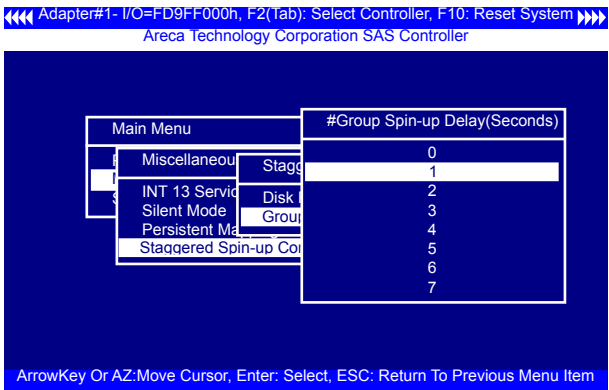 Adapter#1- I/O=FD9FF000h, F2(Tab): Select Controller, F10: Reset System
Areca Technology Corporation SAS Controller
Main Menu
Miscellaneou
INT 13 Servic
Silent Mode
Persistent Ma
Staggered Spin-up Con
Stagg
Disk
Group
#Group Spin-up Delay(Seconds)
0
1
2
3
4
5
6
7
ArrowKey Or AZ:Move Cursor, Enter: Select, ESC: Return To Previous Menu Item